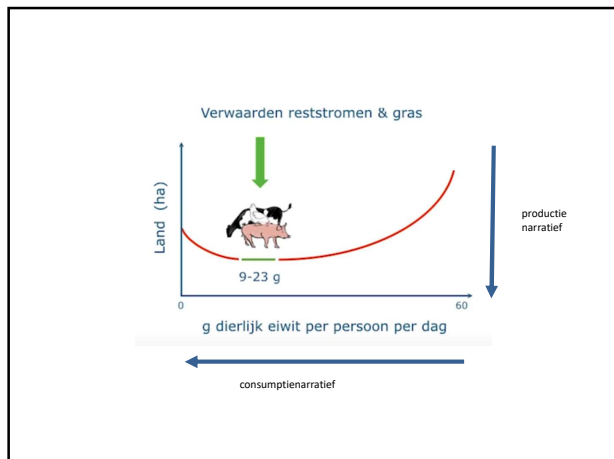 Verwaarden reststromen & gras
Land (ha)
productie
narratief
9-23 g
0
60
g dierlijk eiwit per persoon per dag
consumptienarratief